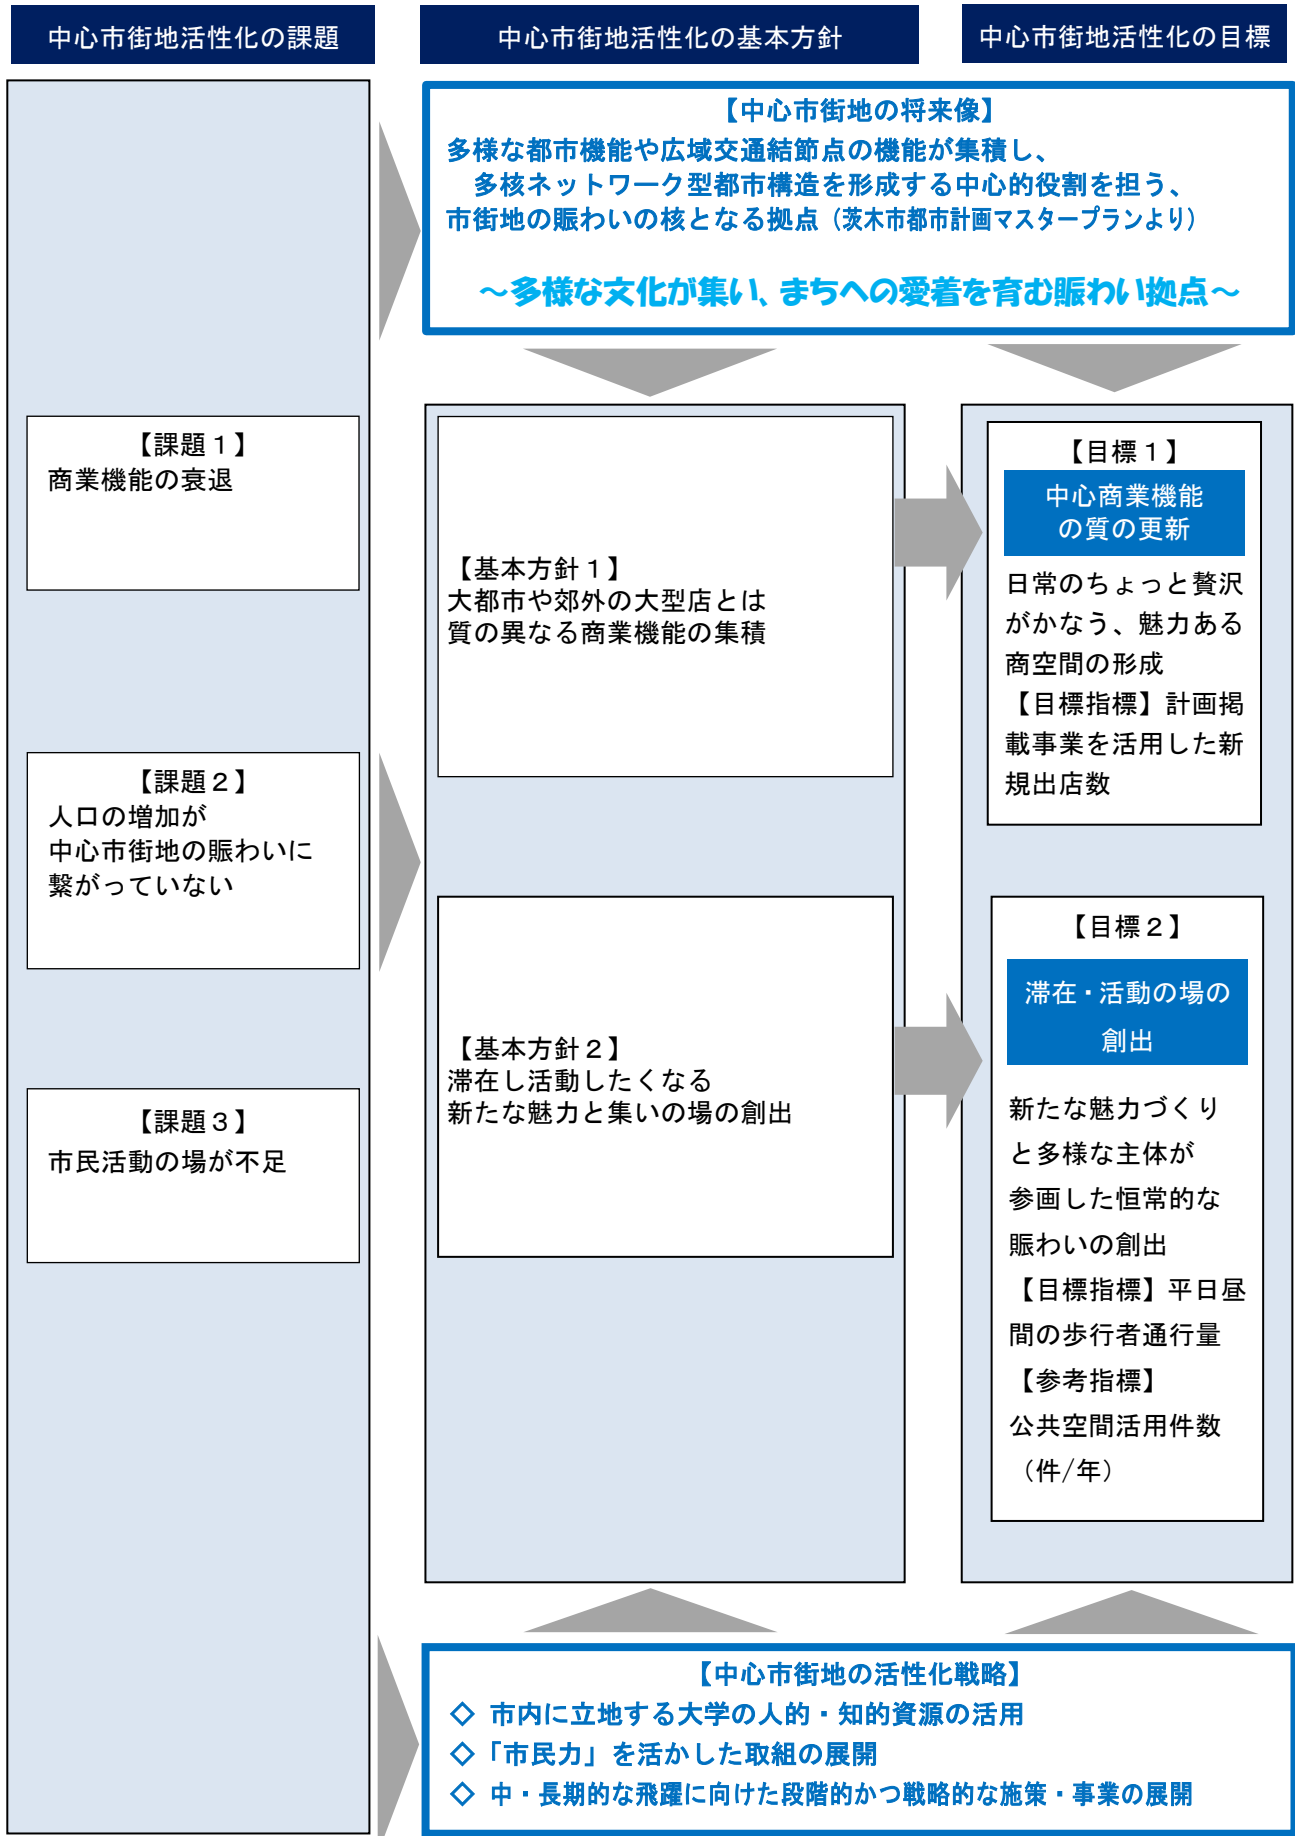 中心市街地活性化の課題
中心市街地活性化の基本方針
中心市街地活性化の目標
【中心市街地の将来像】
多様な都市機能や広域交通結節点の機能が集積し、
多核ネットワーク型都市構造を形成する中心的役割を担う、
市街地の賑わいの核となる拠点（茨木市都市計画マスタープランより）
～多様な文化が集い、まちへの愛着を育む賑わい拠点～
【課題１】
商業機能の衰退
【課題２】
人口の増加が
中心市街地の賑わいに
繋がっていない
【課題３】
市民活動の場が不足
【基本方針１】
大都市や郊外の大型店とは
質の異なる商業機能の集積
【基本方針２】
滞在し活動したくなる
新たな魅力と集いの場の創出
【目標１】
中心商業機能
の質の更新
日常のちょっと贅沢
がかなう、魅力ある
商空間の形成
【目標指標】計画掲
載事業を活用した新
規出店数
【目標２】
滞在・活動の場の
創出
新たな魅力づくり
と多様な主体が
参画した恒常的な
賑わいの創出
【目標指標】平日昼
間の歩行者通行量
【参考指標】
公共空間活用件数
（件/年）
【中心市街地の活性化戦略】
◇ 市内に立地する大学の人的・知的資源の活用
◇「市民力」を活かした取組の展開
◇ 中・長期的な飛躍に向けた段階的かつ戦略的な施策・事業の展開